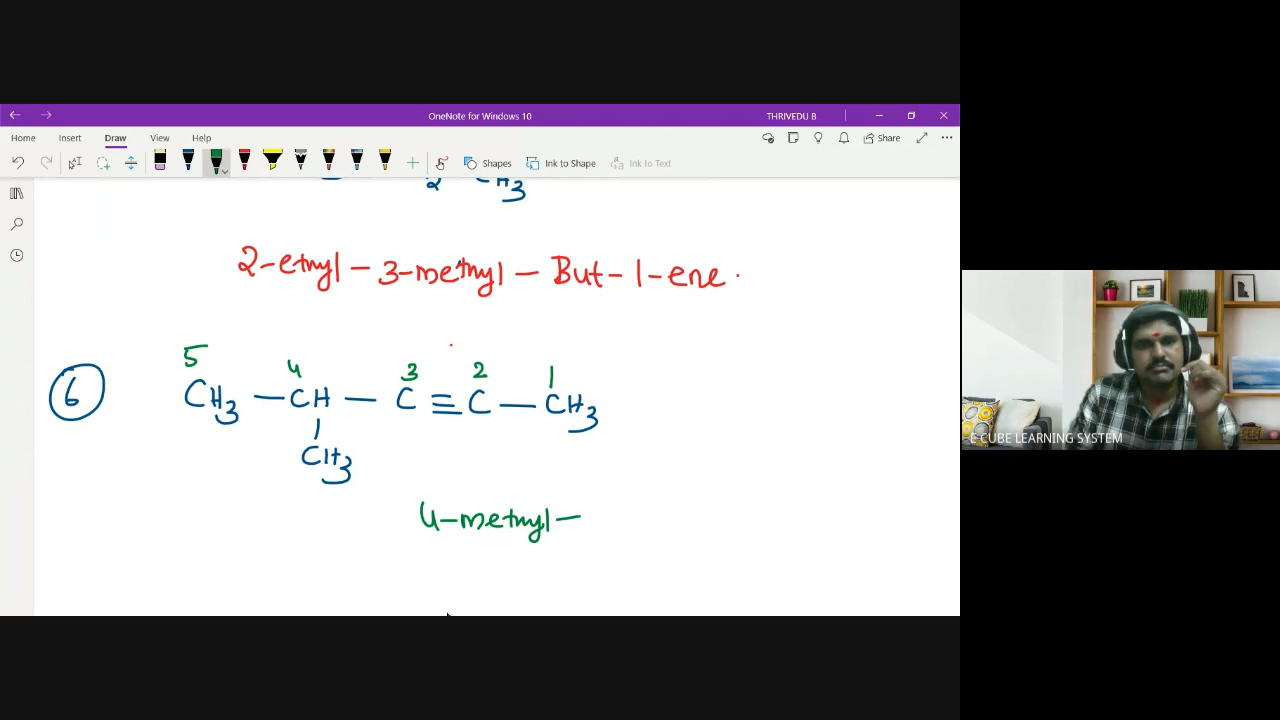 OneNote for Windows 10
THRIVEDU B
Home Insert Draw View Help
Share
Shapes Ink to Shape Ink to Text
2 CH3
2-ethyl-3-methyl-But-1-ene.
5 4 3 2 1
6 CH3-CH-C≡C-CH3
CH3
4-methyl-
E CUBE LEARNING SYSTEM